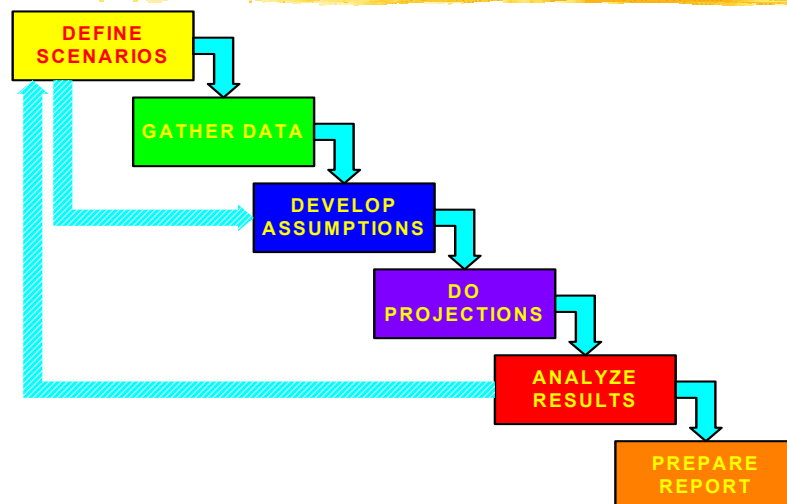 DEFINE
SCENARIOS
GATHER DATA
DEVELOP
ASSUMPTIONS
DO
PROJECTIONS
ANALYZE
RESULTS
PREPARE
REPORT